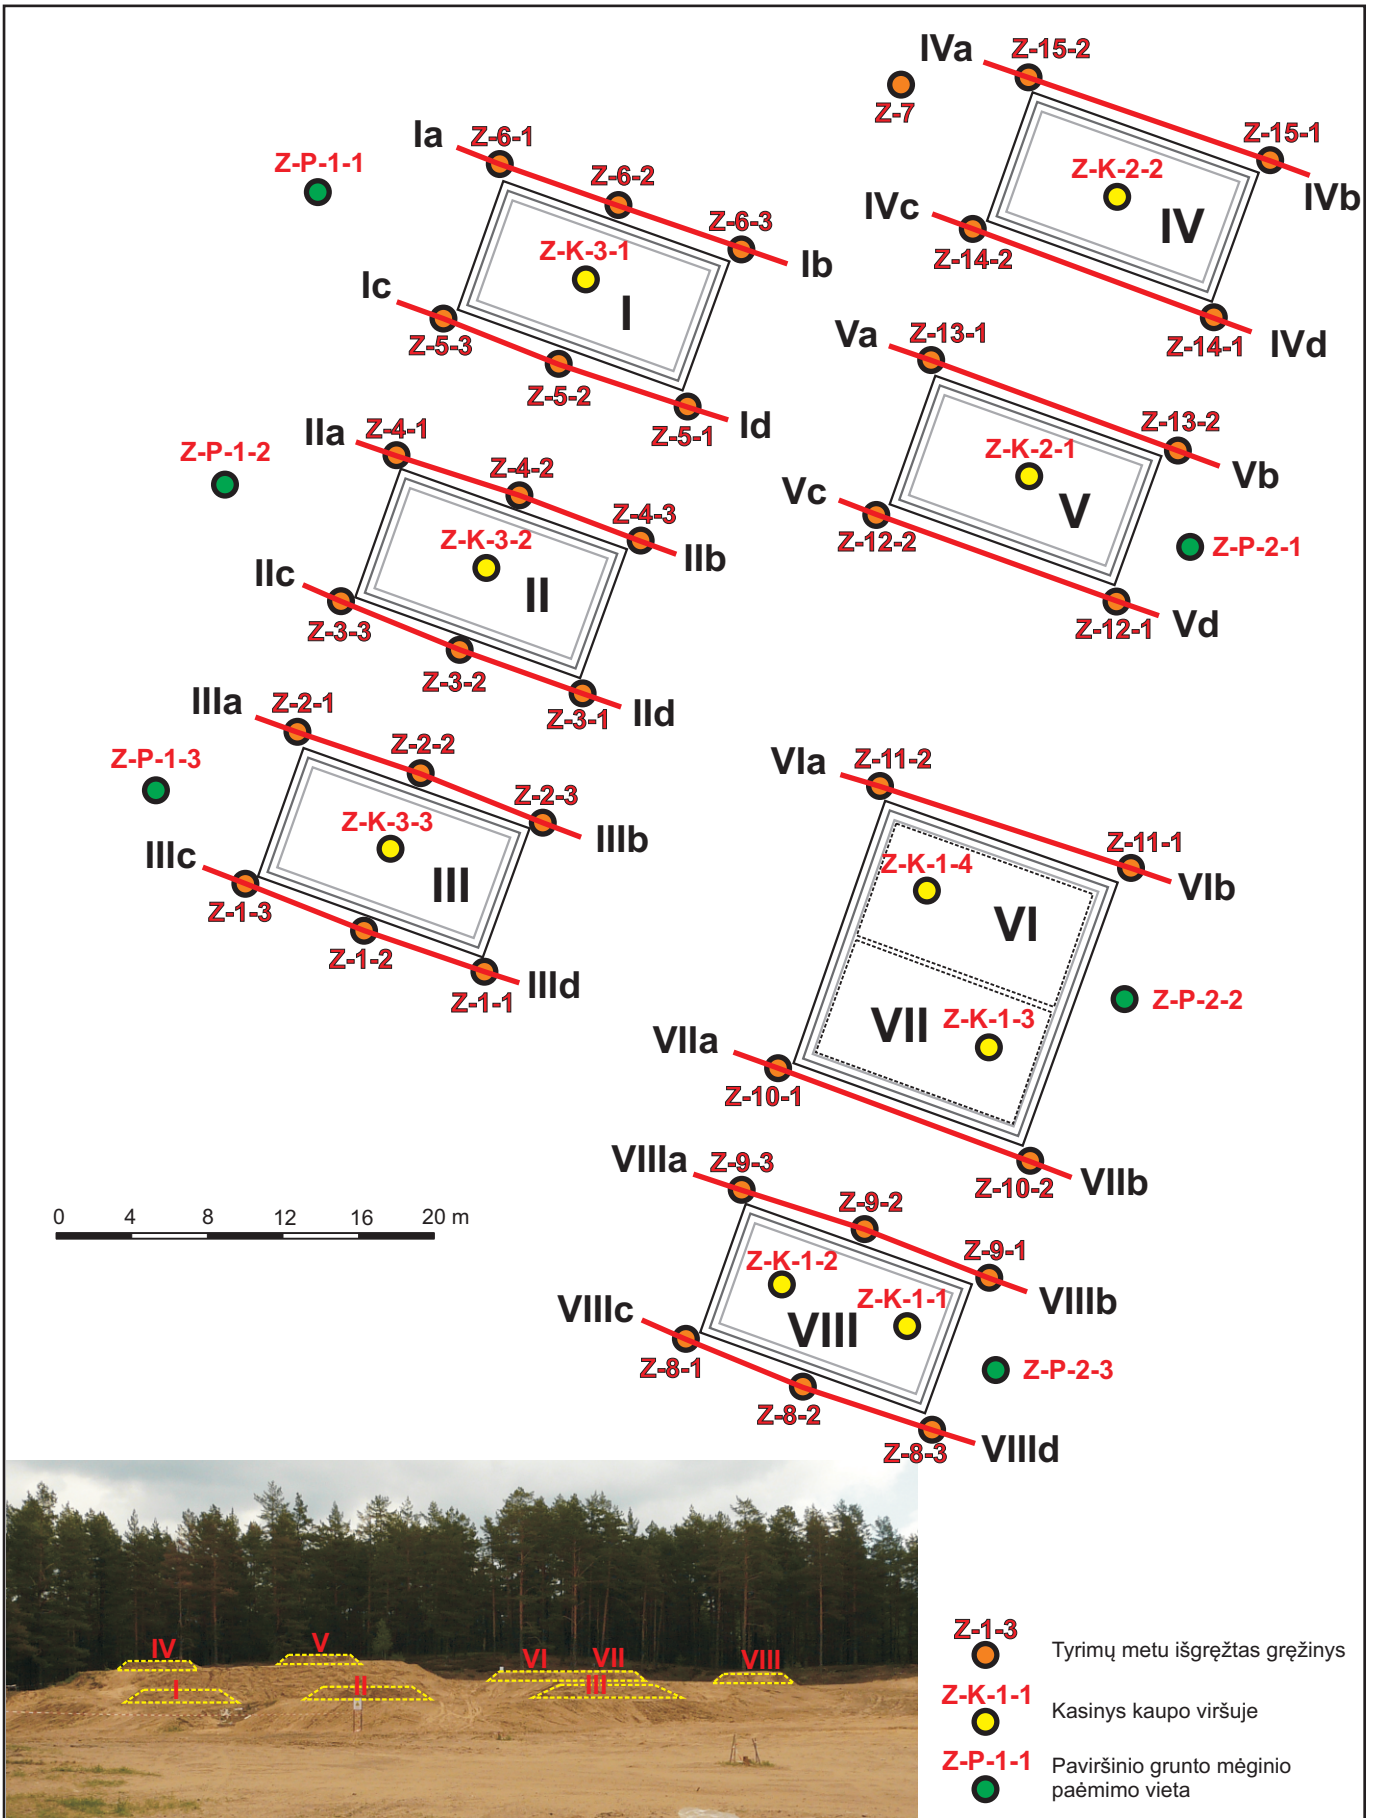 IVa
Z-15-2
Z-7
Z-15-1
Z-K-2-2
IV
IVb
IVc
Z-14-2
Z-14-1
IVd
Ia
Z-6-1
Z-P-1-1
Z-6-2
Z-6-3
Ib
Z-K-3-1
I
Ic
Z-5-3
Z-5-2
Z-5-1
Id
Va
Z-13-1
Z-13-2
Vb
Z-K-2-1
V
Vc
Z-12-2
Z-P-2-1
Z-12-1
Vd
IIa
Z-4-1
Z-P-1-2
Z-4-2
Z-4-3
IIb
Z-K-3-2
II
IIc
Z-3-3
Z-3-2
Z-3-1
IId
IIIa
Z-2-1
Z-P-1-3
Z-2-2
Z-2-3
IIIb
Z-K-3-3
III
IIIc
Z-1-3
Z-1-2
Z-1-1
IIId
VIa
Z-11-2
Z-11-1
VIb
Z-K-1-4
VI
Z-P-2-2
VII
Z-K-1-3
VIIa
Z-10-1
Z-10-2
VIIb
VIIIa
Z-9-3
Z-9-2
Z-9-1
VIIIb
Z-K-1-2
Z-K-1-1
VIII
VIIIc
Z-8-1
Z-P-2-3
Z-8-2
Z-8-3
VIIId
0 4 8 12 16 20 m
IV V VI VII VIII
I II III
Z-1-3
Tyrimų metu išgręžtas gręžinys
Z-K-1-1
Kasinys kaupo viršuje
Z-P-1-1
Paviršinio grunto mėginio
paėmimo vieta